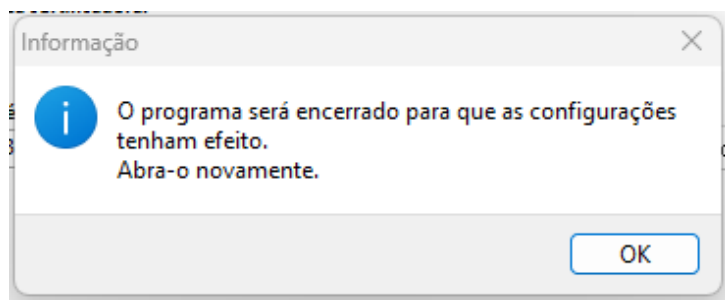 Informação
O programa será encerrado para que as configurações
tenham efeito.
Abra-o novamente.
OK